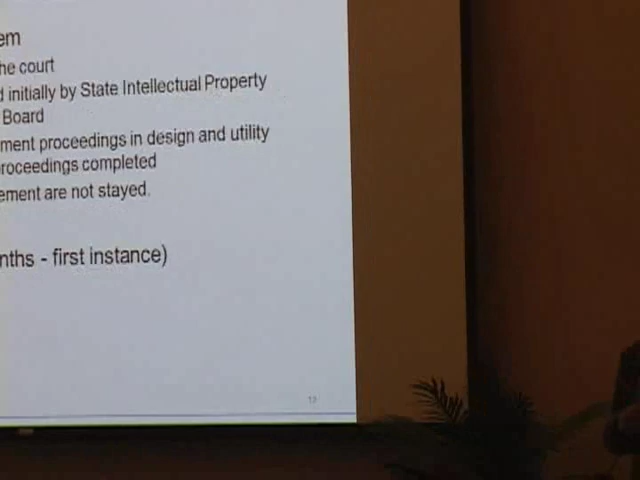 em
he court
d initially by State Intellectual Property
Board
ment proceedings in design and utility
roceedings completed
ement are not stayed.
nths - first instance)